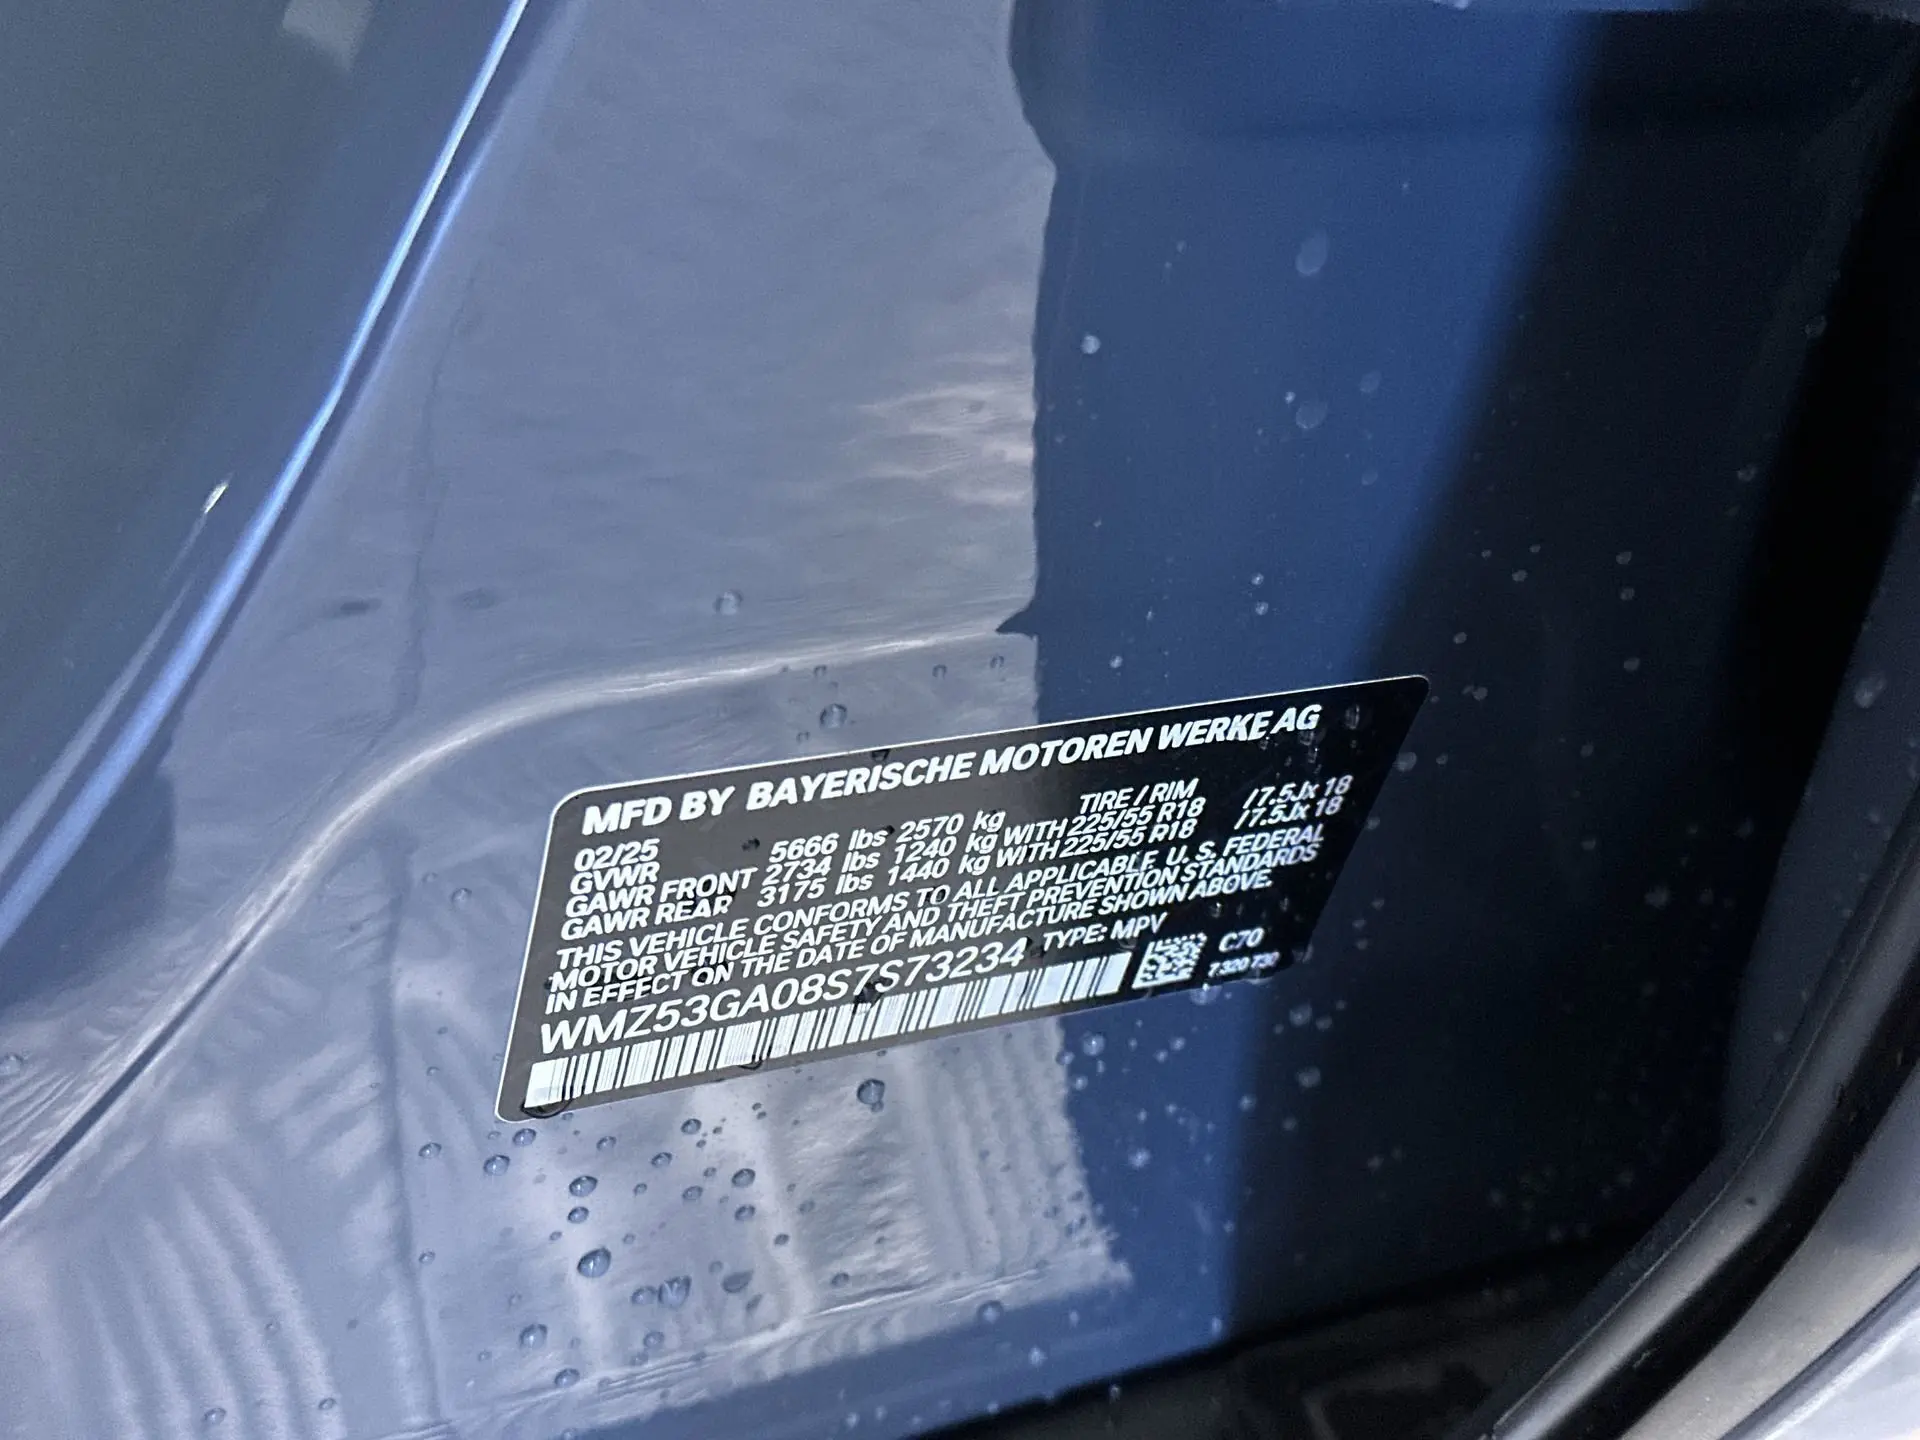 MFD BY BAYERISCHE MOTOREN WERKE AG
02/25 TIRE / RIM
GVWR 5666 lbs 2570 kg
GAWR FRONT 2734 lbs 1240 kg WITH 225/55 R18 /7.5Jx 18
GAWR REAR 3175 lbs 1440 kg WITH 225/55 R18 /7.5Jx 18
THIS VEHICLE CONFORMS TO ALL APPLICABLE U. S. FEDERAL
MOTOR VEHICLE SAFETY AND THEFT PREVENTION STANDARDS
IN EFFECT ON THE DATE OF MANUFACTURE SHOWN ABOVE.
WMZ53GA08S7S73234 TYPE: MPV
C70
7 320 730